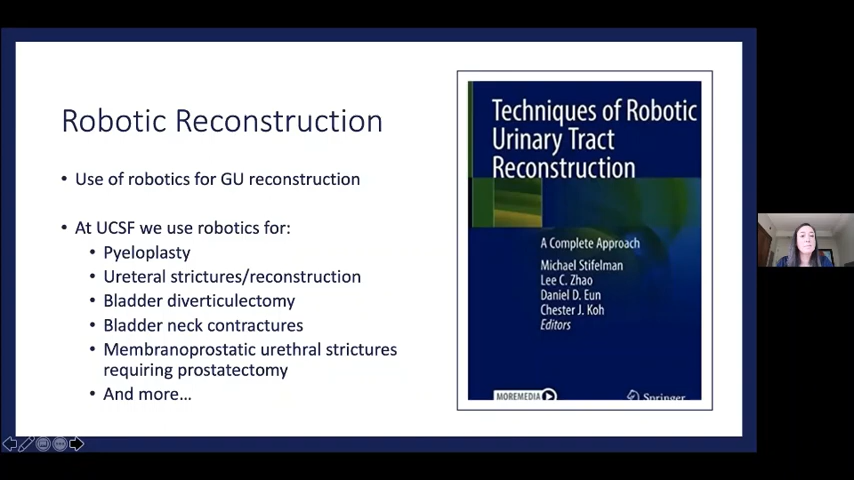 Robotic Reconstruction
• Use of robotics for GU reconstruction
• At UCSF we use robotics for:
• Pyeloplasty
• Ureteral strictures/reconstruction
• Bladder diverticulectomy
• Bladder neck contractures
• Membranoprostatic urethral strictures
requiring prostatectomy
• And more…
Techniques of Robotic
Urinary Tract
Reconstruction
A Complete Approach
Michael Stifelman
Lee C. Zhao
Daniel D. Eun
Chester J. Koh
Editors
MOREMEDIA
Springer